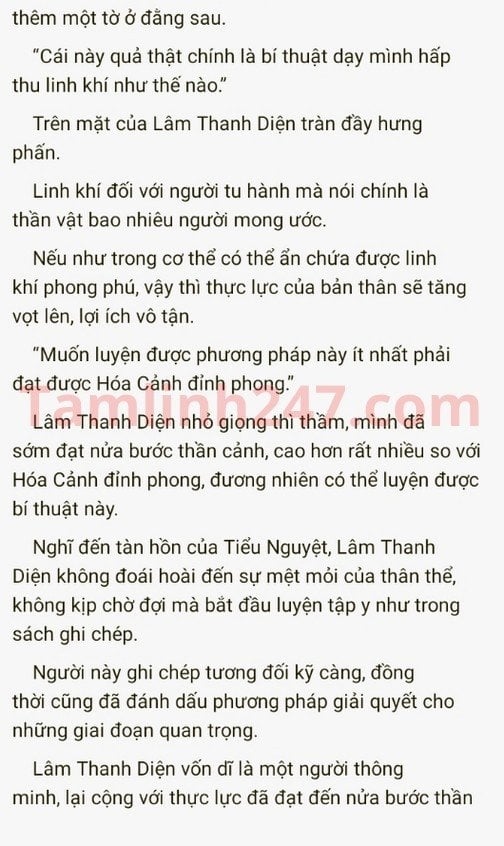 thêm một tờ ở đằng sau.
“Cái này quả thật chính là bí thuật dạy mình hấp
thu linh khí như thế nào.”
Trên mặt của Lâm Thanh Diện tràn đầy hưng
phấn.
Linh khí đối với người tu hành mà nói chính là
thần vật bao nhiêu người mong ước.
Nếu như trong cơ thể có thể ẩn chứa được linh
khí phong phú, vậy thì thực lực của bản thân sẽ tăng
vọt lên, lợi ích vô tận.
“Muốn luyện được phương pháp này ít nhất phải
đạt được Hóa Cảnh đỉnh phong.”
Tamlinh247.com
Lâm Thanh Diện nhỏ giọng thì thầm, mình đã
sớm đạt nửa bước thần cảnh, cao hơn rất nhiều so với
Hóa Cảnh đỉnh phong, đương nhiên có thể luyện được
bí thuật này.
Nghĩ đến tàn hồn của Tiểu Nguyệt, Lâm Thanh
Diện không đoái hoài đến sự mệt mỏi của thân thể,
không kịp chờ đợi mà bắt đầu luyện tập y như trong
sách ghi chép.
Người này ghi chép tương đối kỹ càng, đồng
thời cũng đã đánh dấu phương pháp giải quyết cho
những giai đoạn quan trọng.
Lâm Thanh Diện vốn dĩ là một người thông
minh, lại cộng với thực lực đã đạt đến nửa bước thần